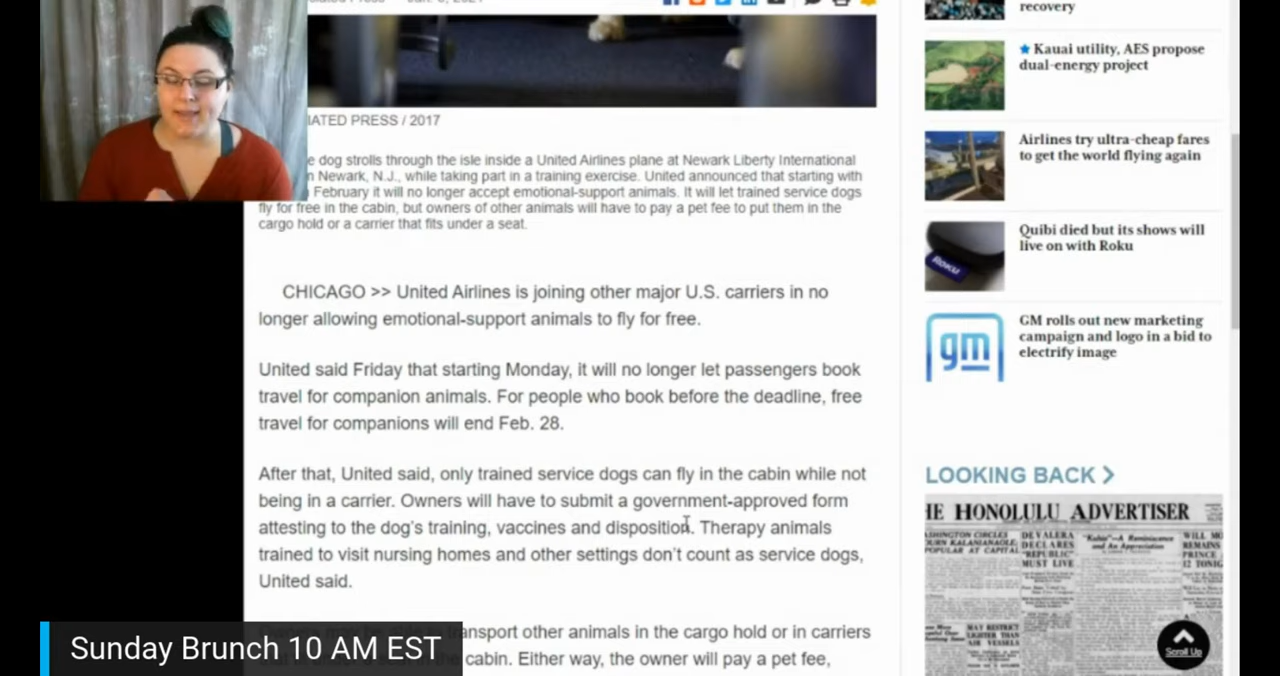 IATED PRESS / 2017
e dog strolls through the isle inside a United Airlines plane at Newark Liberty International
n Newark, N.J., while taking part in a training exercise. United announced that starting with
February it will no longer accept emotional-support animals. It will let trained service dogs
fly for free in the cabin, but owners of other animals will have to pay a pet fee to put them in the
cargo hold or a carrier that fits under a seat.
CHICAGO >> United Airlines is joining other major U.S. carriers in no
longer allowing emotional-support animals to fly for free.
United said Friday that starting Monday, it will no longer let passengers book
travel for companion animals. For people who book before the deadline, free
travel for companions will end Feb. 28.
After that, United said, only trained service dogs can fly in the cabin while not
being in a carrier. Owners will have to submit a government-approved form
attesting to the dog's training, vaccines and disposition. Therapy animals
trained to visit nursing homes and other settings don't count as service dogs,
United said.
transport other animals in the cargo hold or in carriers
cabin. Either way, the owner will pay a pet fee,
Sunday Brunch 10 AM EST
recovery
Kauai utility, AES propose
dual-energy project
Airlines try ultra-cheap fares
to get the world flying again
Quibi died but its shows will
live on with Roku
Roku
GM rolls out new marketing
campaign and logo in a bid to
electrify image
gm
LOOKING BACK >
HE HONOLULU ADVERTISER
DE VALERA
DECLARES
"REPUBLIC"
MUST LIVE
Scroll Up